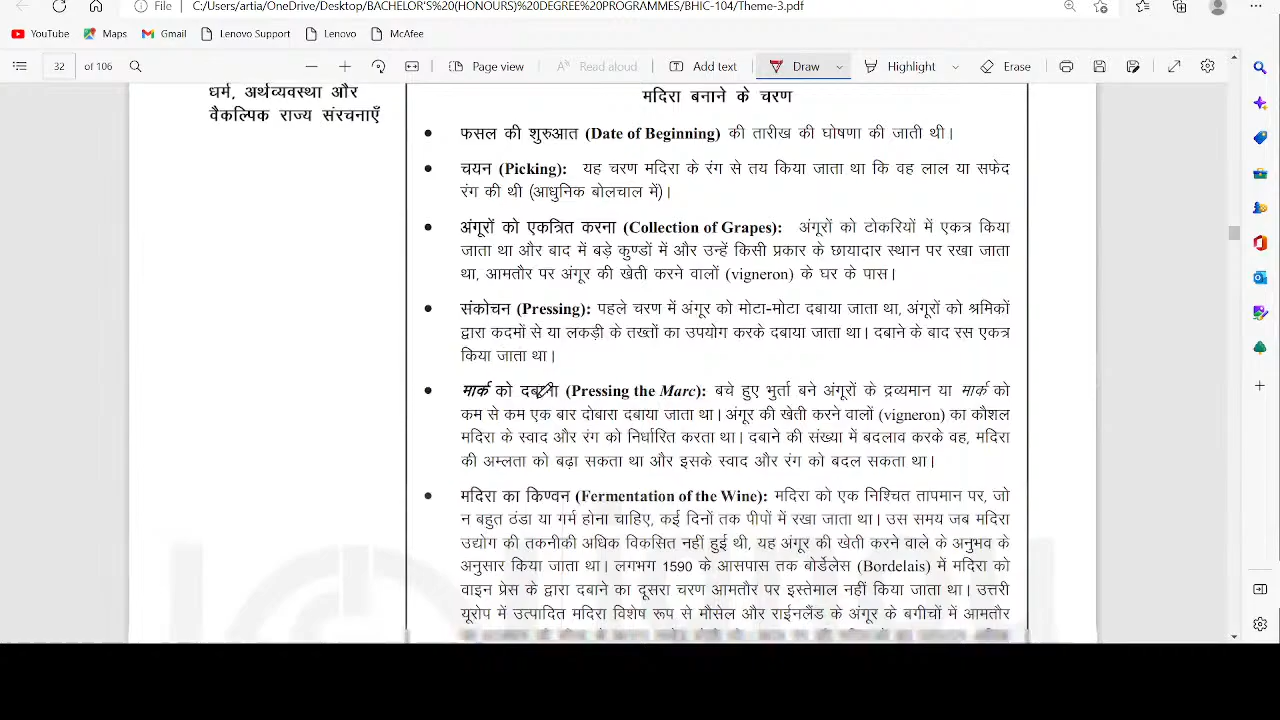 File
C:/Users/artia/OneDrive/Desktop/BACHELOR'S%20(HONOURS)%20DEGREE%20PROGRAMMES/BHIC-104/Theme-3.pdf
YouTube Maps Gmail Lenovo Support Lenovo McAfee
32 of 106 Page view Read aloud Add text Draw Highlight Erase
धर्म, अर्थव्यवस्था और
वैकल्पिक राज्य संरचनाएँ
मदिरा बनाने के चरण
• फसल की शुरुआत (Date of Beginning) की तारीख की घोषणा की जाती थी।
• चयन (Picking): यह चरण मदिरा के रंग से तय किया जाता था कि वह लाल या सफेद
रंग की थी (आधुनिक बोलचाल में)।
• अंगूरों को एकत्रित करना (Collection of Grapes): अंगूरों को टोकरियों में एकत्र किया
जाता था और बाद में बड़े कुण्डों में और उन्हें किसी प्रकार के छायादार स्थान पर रखा जाता
था, आमतौर पर अंगूर की खेती करने वालों (vigneron) के घर के पास।
• संकोचन (Pressing): पहले चरण में अंगूर को मोटा-मोटा दबाया जाता था, अंगूरों को श्रमिकों
द्वारा कदमों से या लकड़ी के तख्तों का उपयोग करके दबाया जाता था। दबाने के बाद रस एकत्र
किया जाता था।
• मार्क को दबाना (Pressing the Marc): बचे हुए भुर्ता बने अंगूरों के द्रव्यमान या मार्क को
कम से कम एक बार दोबारा दबाया जाता था। अंगूर की खेती करने वालों (vigneron) का कौशल
मदिरा के स्वाद और रंग को निर्धारित करता था। दबाने की संख्या में बदलाव करके वह, मदिरा
की अम्लता को बढ़ा सकता था और इसके स्वाद और रंग को बदल सकता था।
• मदिरा का किण्वन (Fermentation of the Wine): मदिरा को एक निश्चित तापमान पर, जो
न बहुत ठंडा या गर्म होना चाहिए, कई दिनों तक पीपों में रखा जाता था। उस समय जब मदिरा
उद्योग की तकनीकी अधिक विकसित नहीं हुई थी, यह अंगूर की खेती करने वाले के अनुभव के
अनुसार किया जाता था। लगभग 1590 के आसपास तक बोर्डेलेस (Bordelais) में मदिरा को
वाइन प्रेस के द्वारा दबाने का दूसरा चरण आमतौर पर इस्तेमाल नहीं किया जाता था। उत्तरी
यूरोप में उत्पादित मदिरा विशेष रूप से मौसेल और राईनलैंड के अंगूर के बगीचों में आमतौर